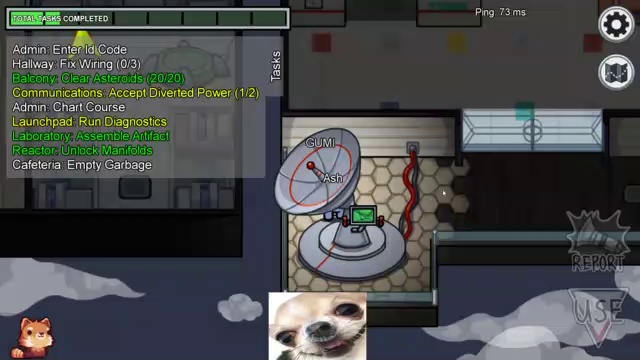 TOTAL TASKS COMPLETED
Ping: 73 ms
Admin: Enter Id Code
Hallway: Fix Wiring (0/3)
Balcony: Clear Asteroids (20/20)
Communications: Accept Diverted Power (1/2)
Admin: Chart Course
Launchpad: Run Diagnostics
Laboratory: Assemble Artifact
Reactor: Unlock Manifolds
Cafeteria: Empty Garbage
Tasks
GUMI
Ash
REPORT
USE